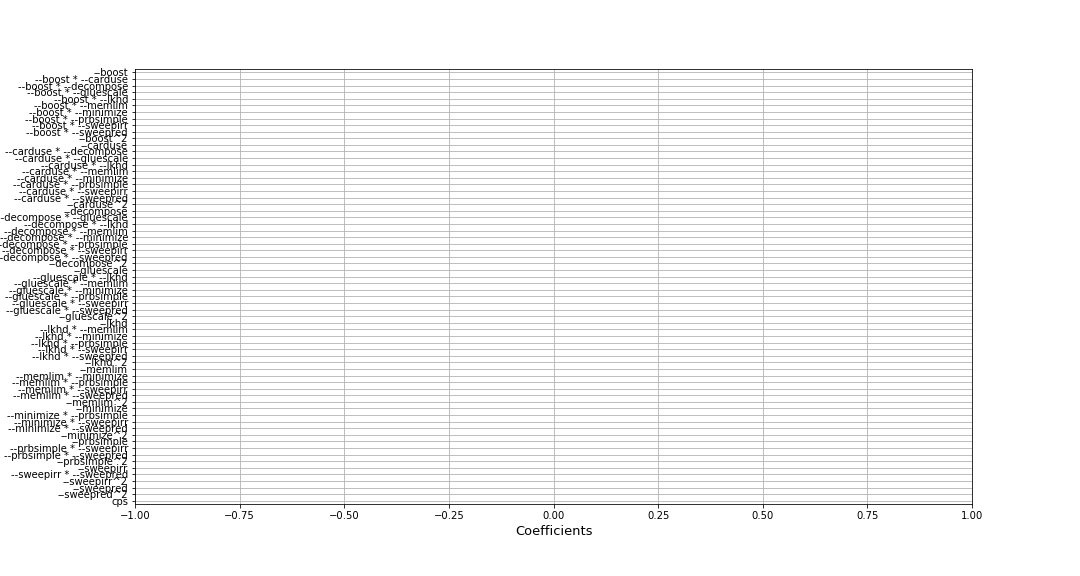 --boost
--boost * --carduse
--boost * --decompose
--boost * --gluescale
--boost * --lkhd
--boost * --memlim
--boost * --minimize
--boost * --prbsimple
--boost * --sweepirr
--boost * --sweepred
--boost^2
--carduse
--carduse * --decompose
--carduse * --gluescale
--carduse * --lkhd
--carduse * --memlim
--carduse * --minimize
--carduse * --prbsimple
--carduse * --sweepirr
--carduse * --sweepred
--carduse^2
--decompose
-decompose * --gluescale
--decompose * --lkhd
--decompose * --memlim
--decompose * --minimize
-decompose * --prbsimple
--decompose * --sweepirr
-decompose * --sweepred
--decompose^2
--gluescale
--gluescale * --lkhd
--gluescale * --memlim
--gluescale * --minimize
--gluescale * --prbsimple
--gluescale * --sweepirr
--gluescale * --sweepred
--gluescale^2
--lkhd
--lkhd * --memlim
--lkhd * --minimize
--lkhd * --prbsimple
--lkhd * --sweepirr
--lkhd * --sweepred
--lkhd^2
--memlim
--memlim * --minimize
--memlim * --prbsimple
--memlim * --sweepirr
--memlim * --sweepred
--memlim^2
--minimize
--minimize * --prbsimple
--minimize * --sweepirr
--minimize * --sweepred
--minimize^2
--prbsimple
--prbsimple * --sweepirr
--prbsimple * --sweepred
--prbsimple^2
--sweepirr
--sweepirr * --sweepred
--sweepirr^2
--sweepred
--sweepred^2
cps
−1.00 −0.75 −0.50 −0.25 0.00 0.25 0.50 0.75 1.00
Coefficients